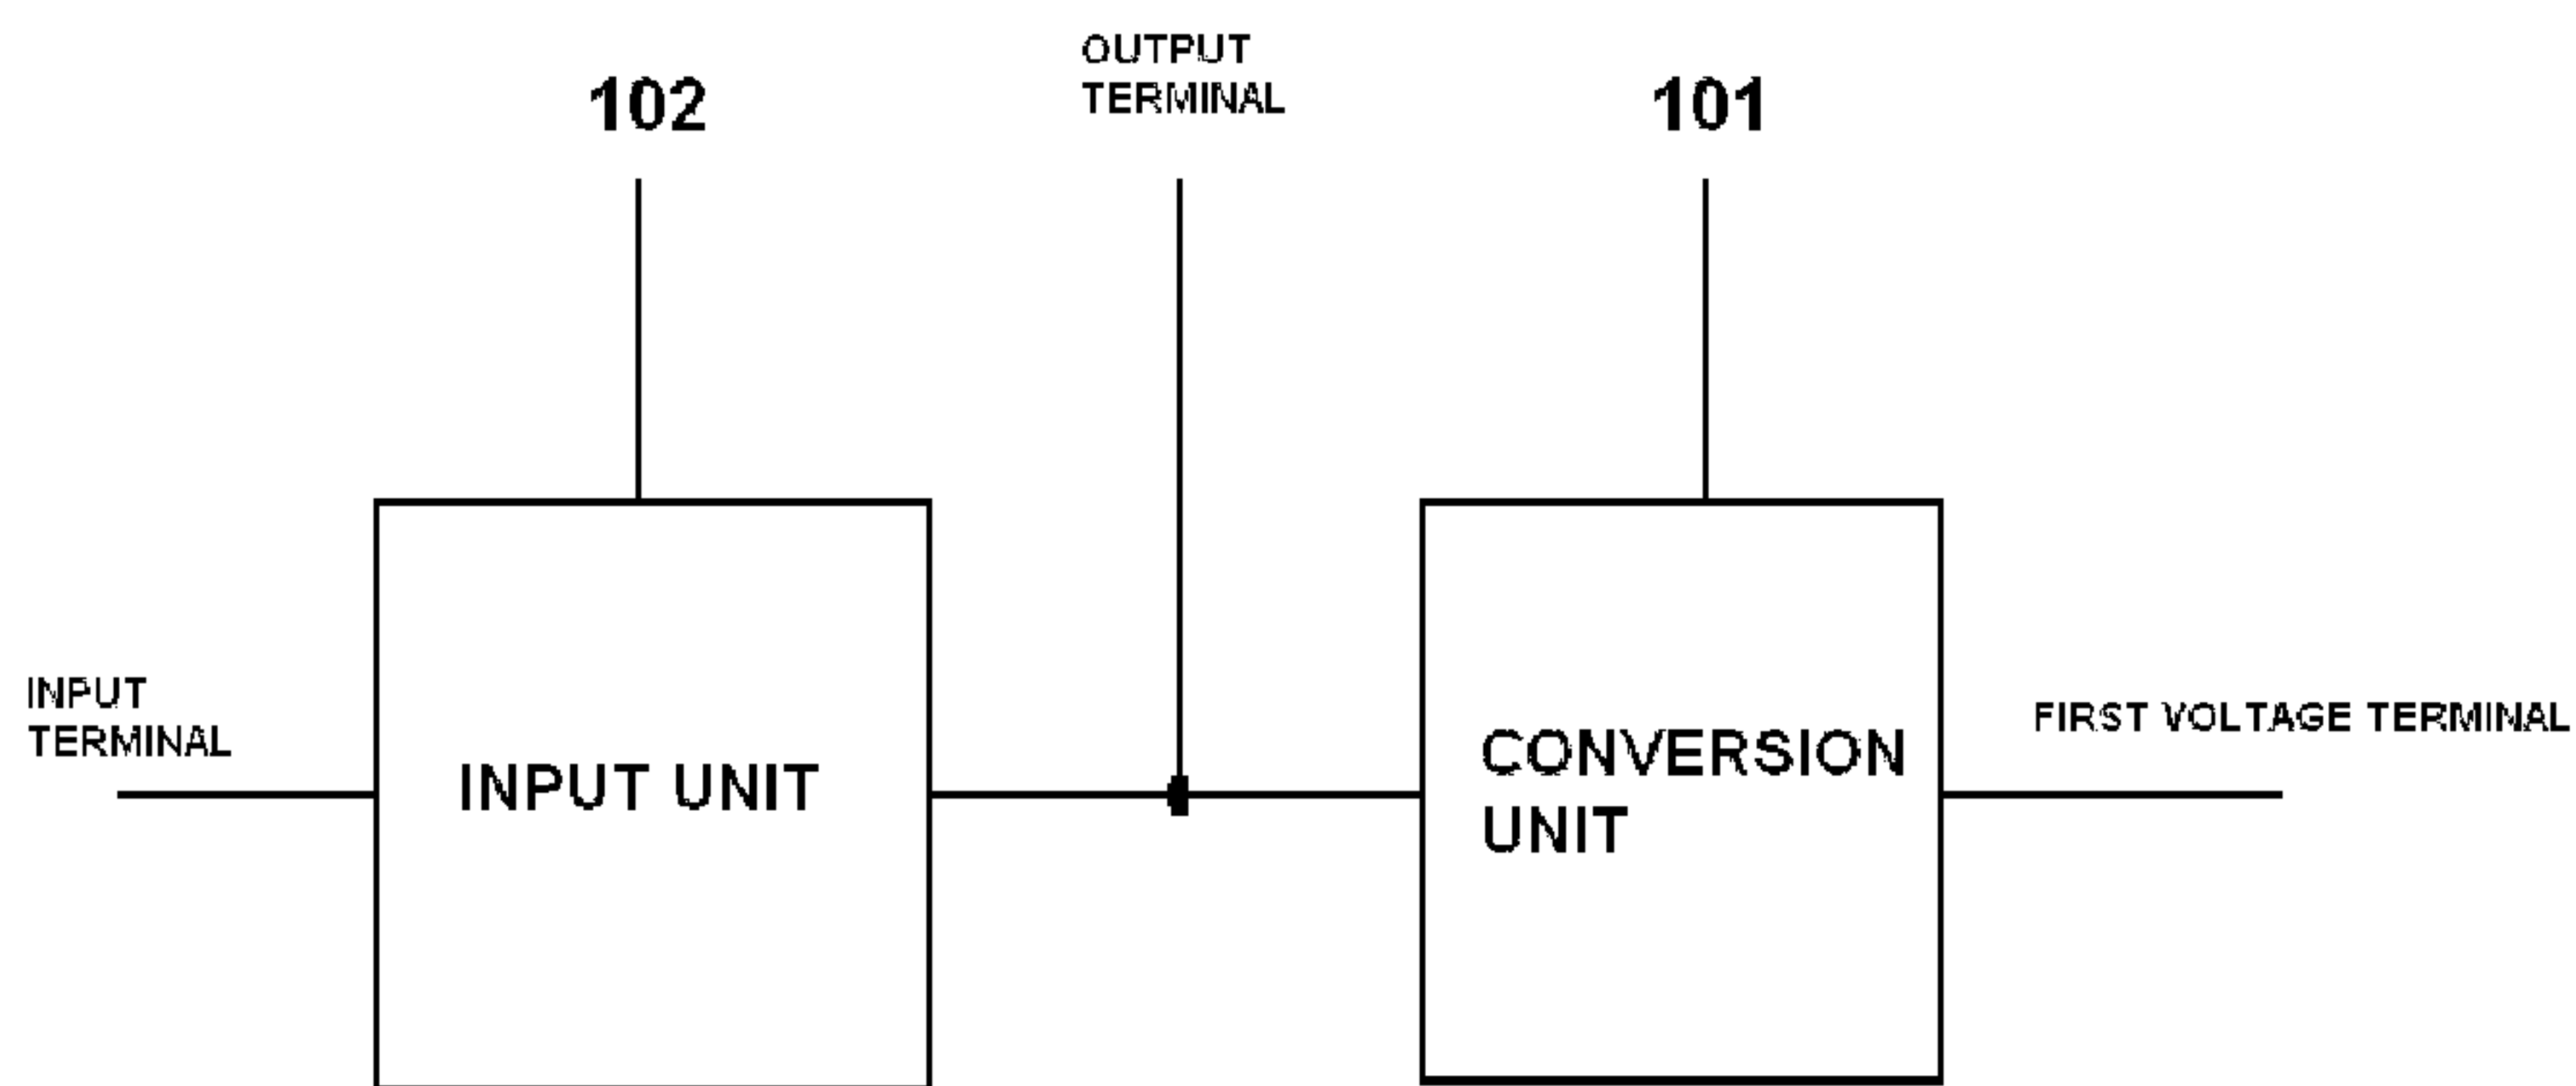 OUTPUT
TERMINAL
102
101
INPUT
TERMINAL
INPUT UNIT
CONVERSION
UNIT
FIRST VOLTAGE TERMINAL